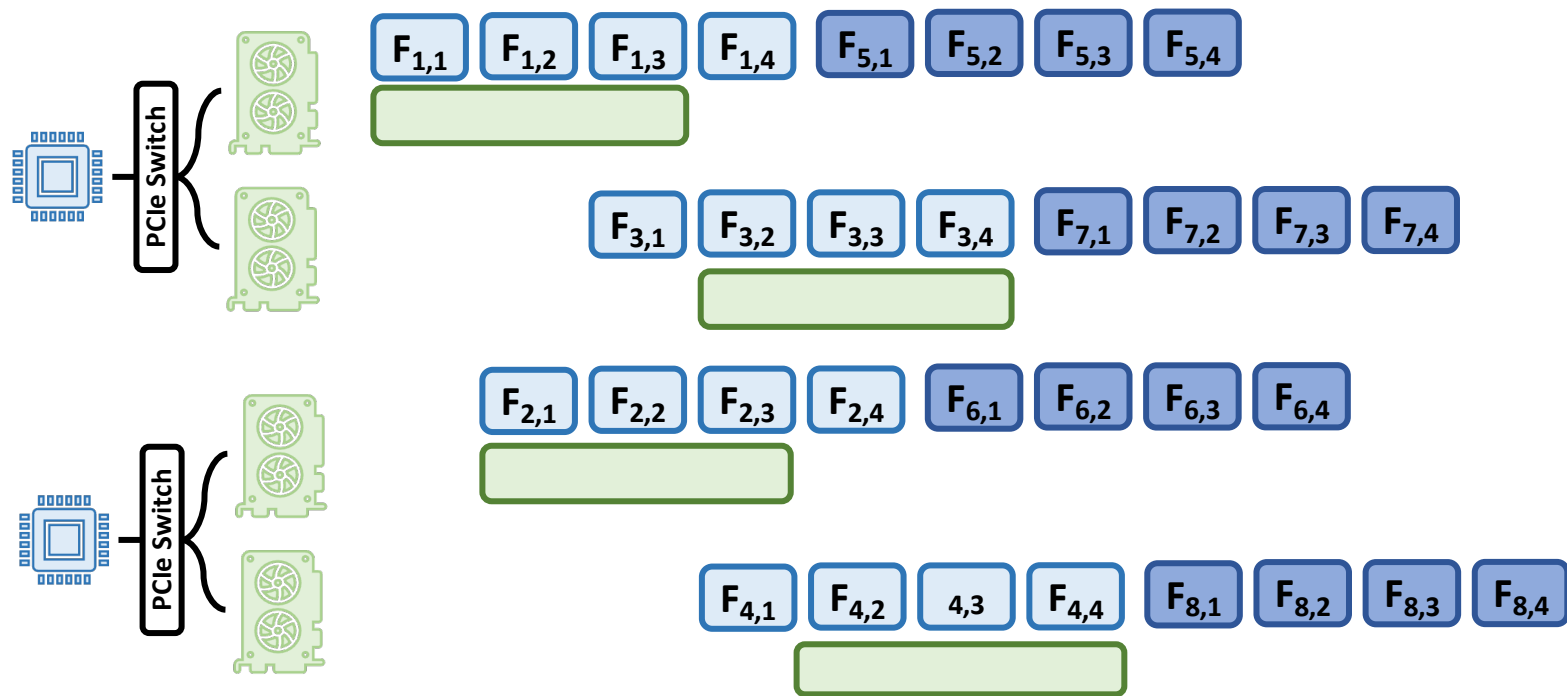 F1,1 F1,2 F1,3 F1,4 F5,1 F5,2 F5,3 F5,4
PCIe Switch
F3,1 F3,2 F3,3 F3,4 F7,1 F7,2 F7,3 F7,4
F2,1 F2,2 F2,3 F2,4 F6,1 F6,2 F6,3 F6,4
PCIe Switch
F4,1 F4,2 4,3 F4,4 F8,1 F8,2 F8,3 F8,4